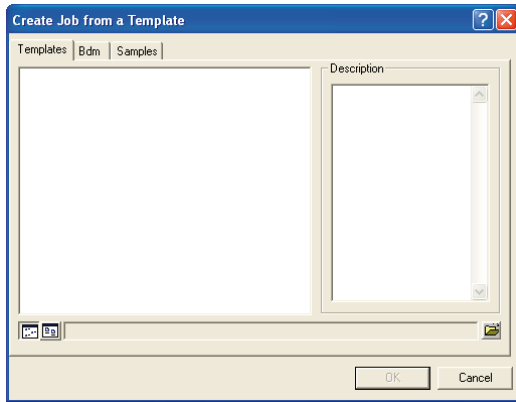 Create Job from a Template
Templates Bdm Samples
Description
OK Cancel